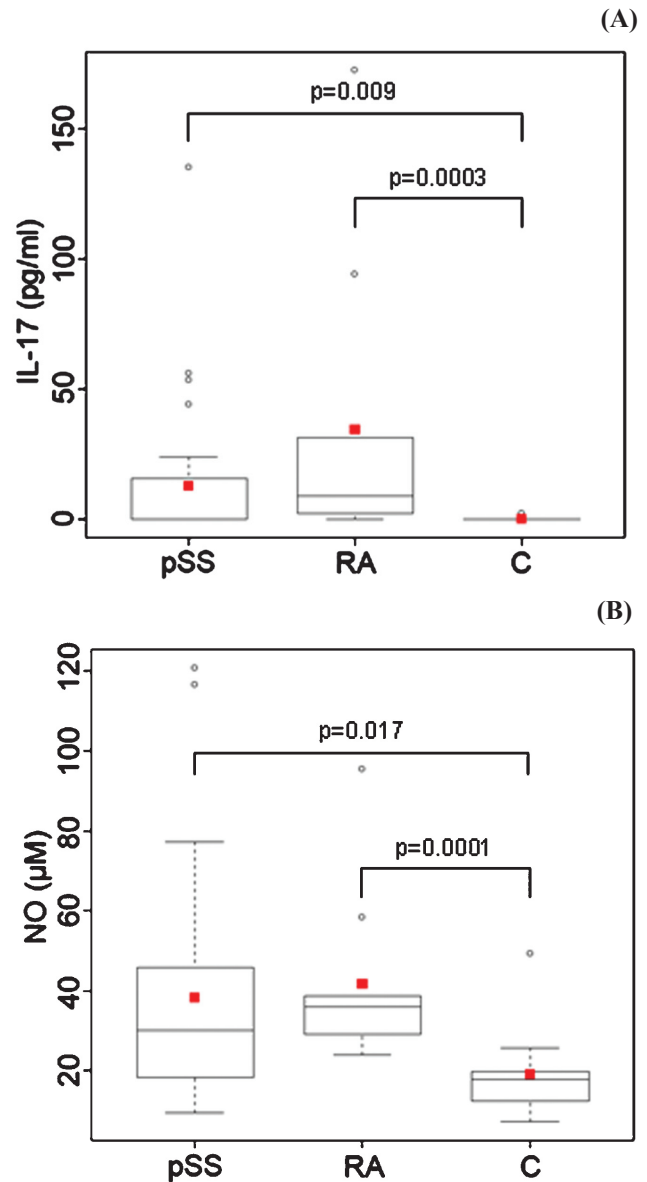 (A)
p=0.009
p=0.0003
IL-17 (pg/ml)
150
100
50
0
pSS RA C
(B)
p=0.017
p=0.0001
NO (µM)
120
100
80
60
40
20
pSS RA C